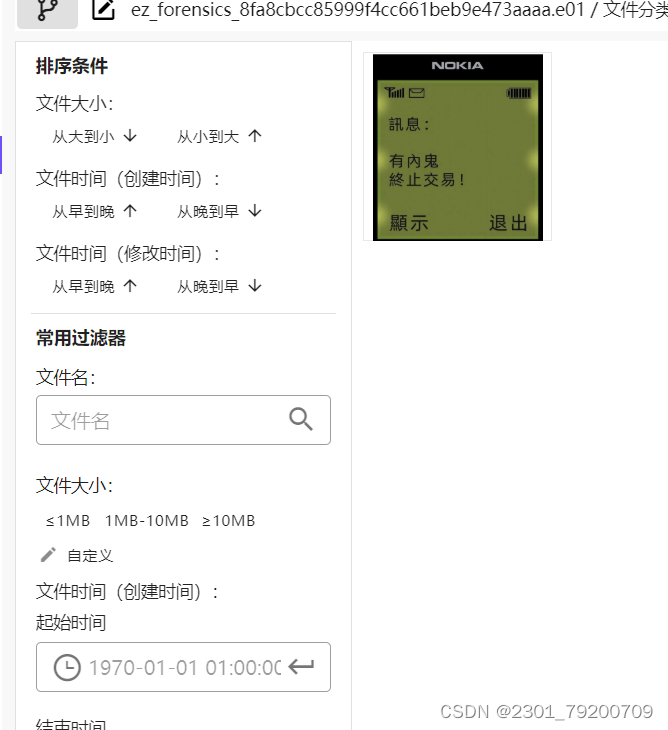 ez_forensics_8fa8cbcc85999f4cc661beb9e473aaaa.e01 / 文件分类
排序条件
文件大小：
从大到小 ↓ 从小到大 ↑
文件时间（创建时间）：
从早到晚 ↑ 从晚到早 ↓
文件时间（修改时间）：
从早到晚 ↑ 从晚到早 ↓
常用过滤器
文件名：
文件名
文件大小：
≤1MB 1MB-10MB ≥10MB
自定义
文件时间（创建时间）：
起始时间
1970-01-01 01:00:00
结束时间
NOKIA
訊息：
有內鬼
終止交易！
顯示 退出
CSDN @2301_79200709